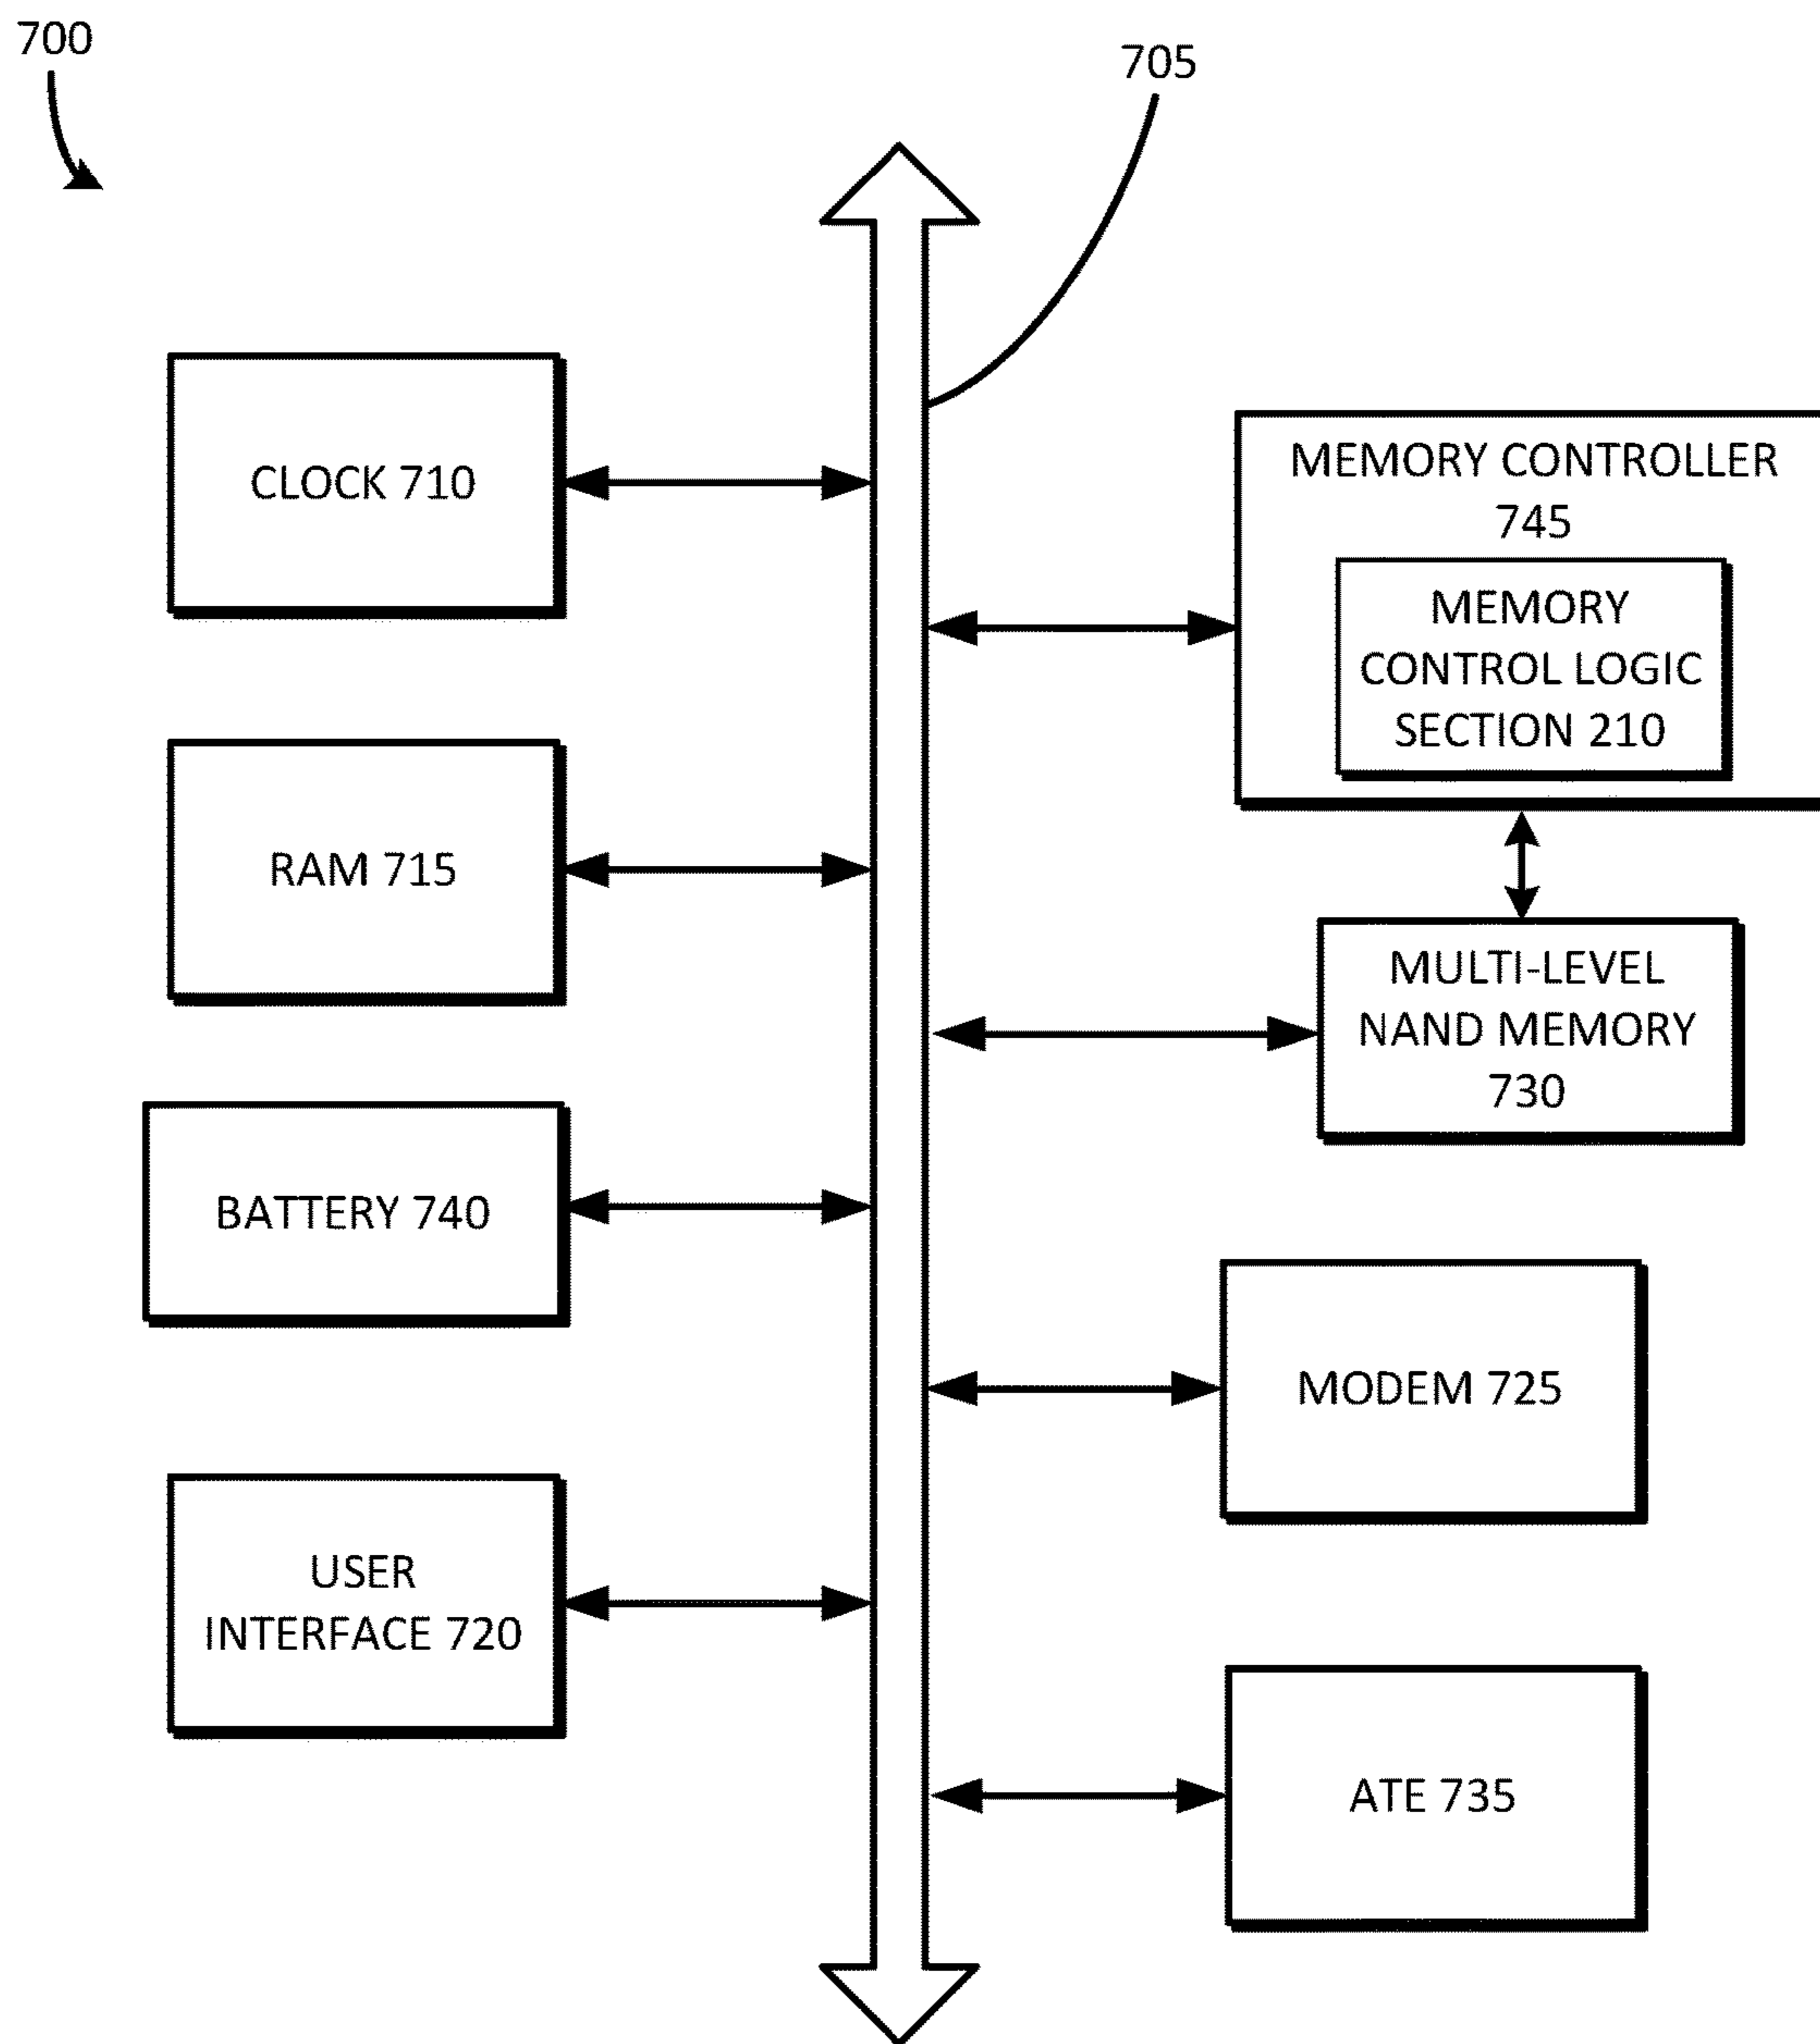 700
705
CLOCK 710
MEMORY CONTROLLER
745
MEMORY
CONTROL LOGIC
SECTION 210
RAM 715
MULTI-LEVEL
NAND MEMORY
730
BATTERY 740
MODEM 725
USER
INTERFACE 720
ATE 735